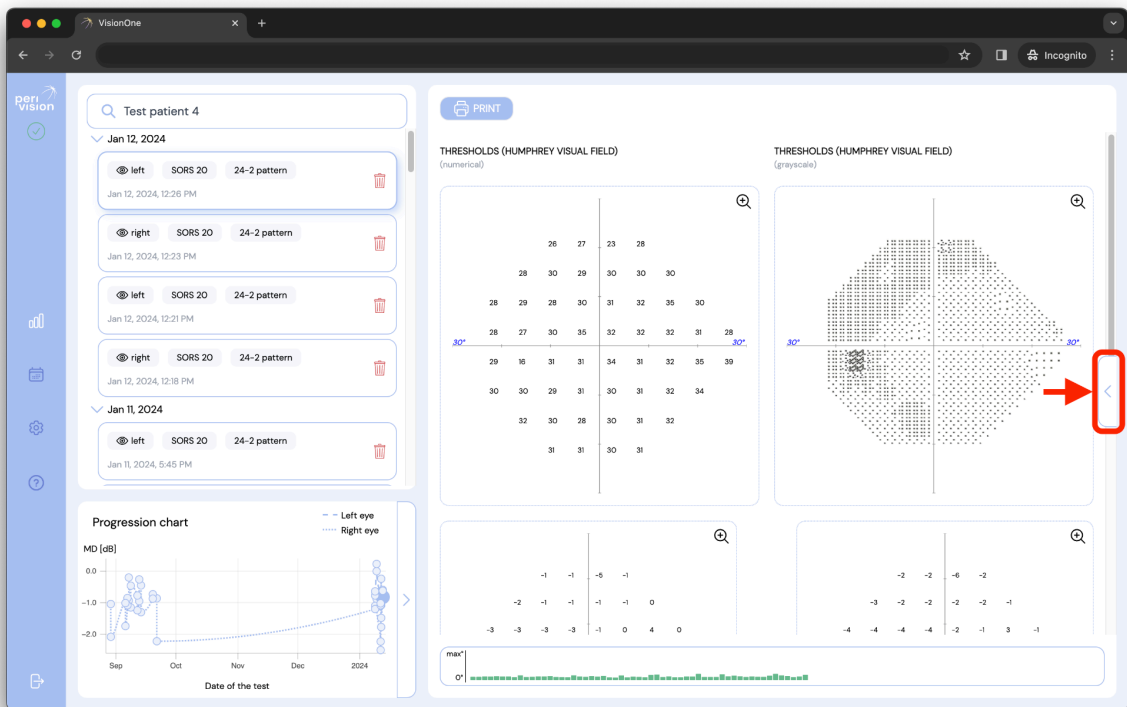 VisionOne
Incognito
peri
vision
Test patient 4
Jan 12, 2024
left SORS 20 24-2 pattern
Jan 12, 2024, 12:26 PM
right SORS 20 24-2 pattern
Jan 12, 2024, 12:23 PM
left SORS 20 24-2 pattern
Jan 12, 2024, 12:21 PM
right SORS 20 24-2 pattern
Jan 12, 2024, 12:18 PM
Jan 11, 2024
left SORS 20 24-2 pattern
Jan 11, 2024, 5:45 PM
Progression chart
Left eye
Right eye
MD [dB]
0.0
-1.0
-2.0
Sep Oct Nov Dec 2024
Date of the test
PRINT
THRESHOLDS (HUMPHREY VISUAL FIELD)
(numerical)
26 27 23 28
28 30 29 30 30 30
28 29 28 30 31 32 35 30
28 27 30 35 32 32 32 31 28
30° 30°
29 16 31 31 34 31 32 35 39
30 30 29 31 30 31 32 34
32 30 28 30 31 32
31 31 30 31
THRESHOLDS (HUMPHREY VISUAL FIELD)
(grayscale)
30° 30°
-1 -1 -5 -1
-2 -1 -1 -1 -1 0
-3 -3 -3 -3 -1 0 4 0
-2 -2 -6 -2
-3 -2 -2 -2 -2 -1
-4 -4 -4 -4 -2 -1 3 -1
max°
0°